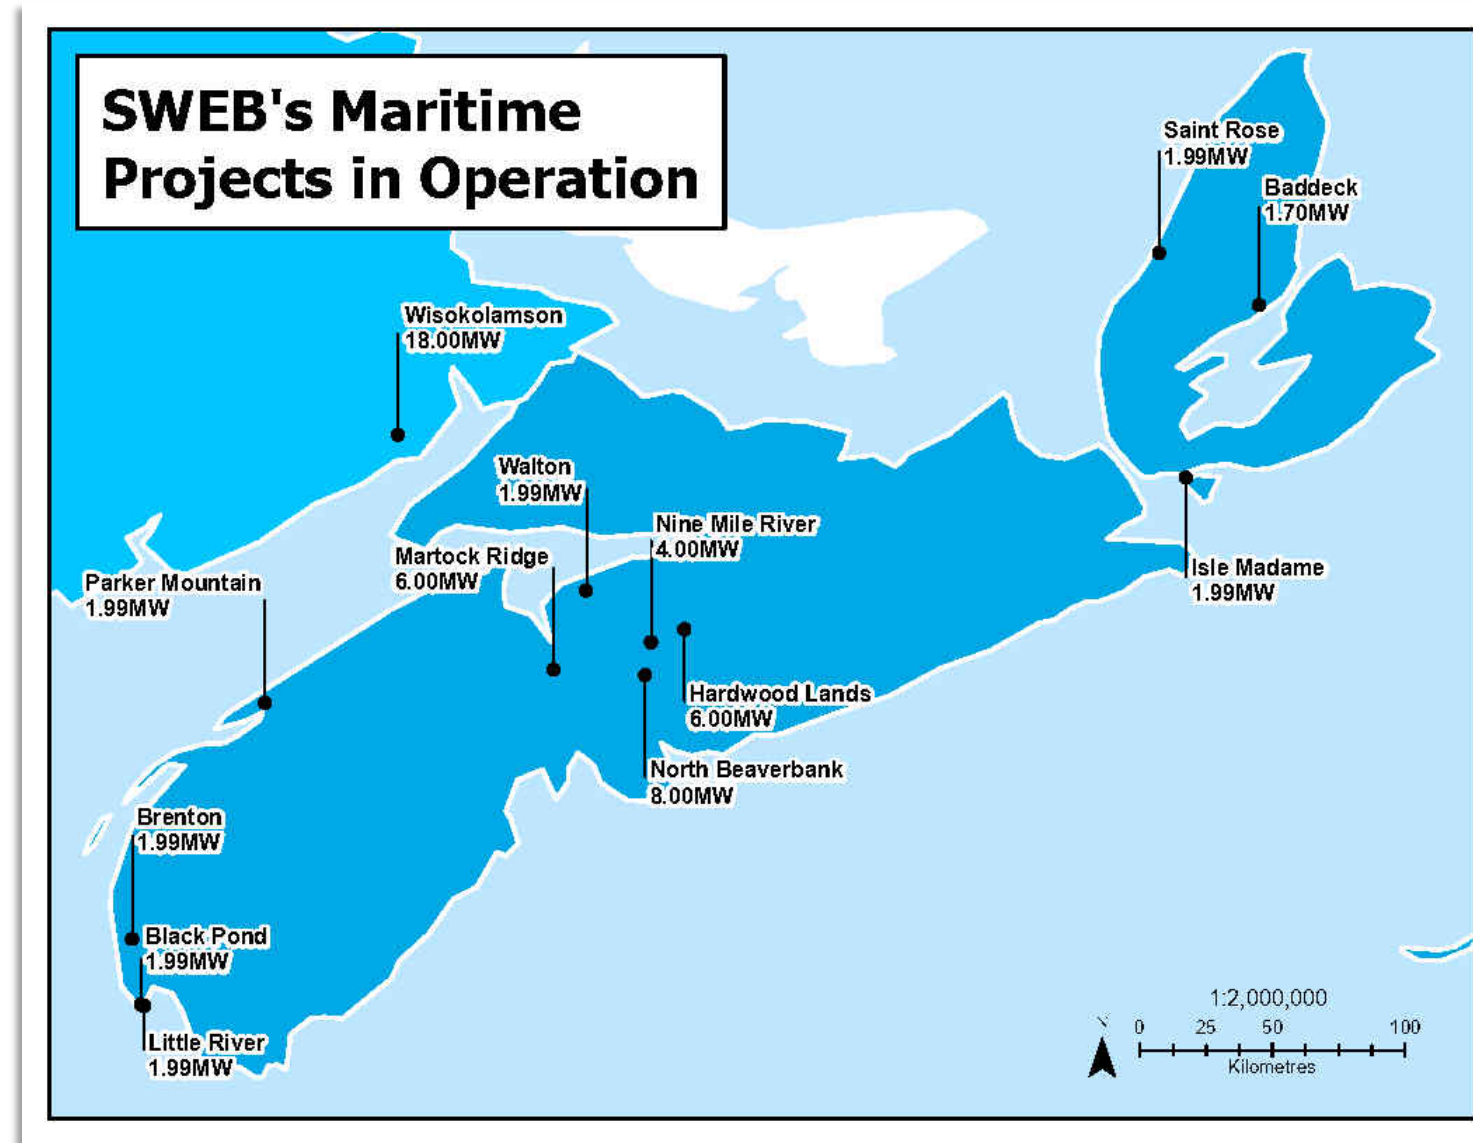 SWEB's Maritime
Projects in Operation
Saint Rose
1.99MW
Baddeck
1.70MW
Wisokolamson
18.00MW
Walton
1.99MW
Nine Mile River
4.00MW
Martock Ridge
6.00MW
Isle Madame
1.99MW
Parker Mountain
1.99MW
Hardwood Lands
6.00MW
North Beaverbank
8.00MW
Brenton
1.99MW
Black Pond
1.99MW
Little River
1.99MW
1:2,000,000
0 25 50 100
Kilometres